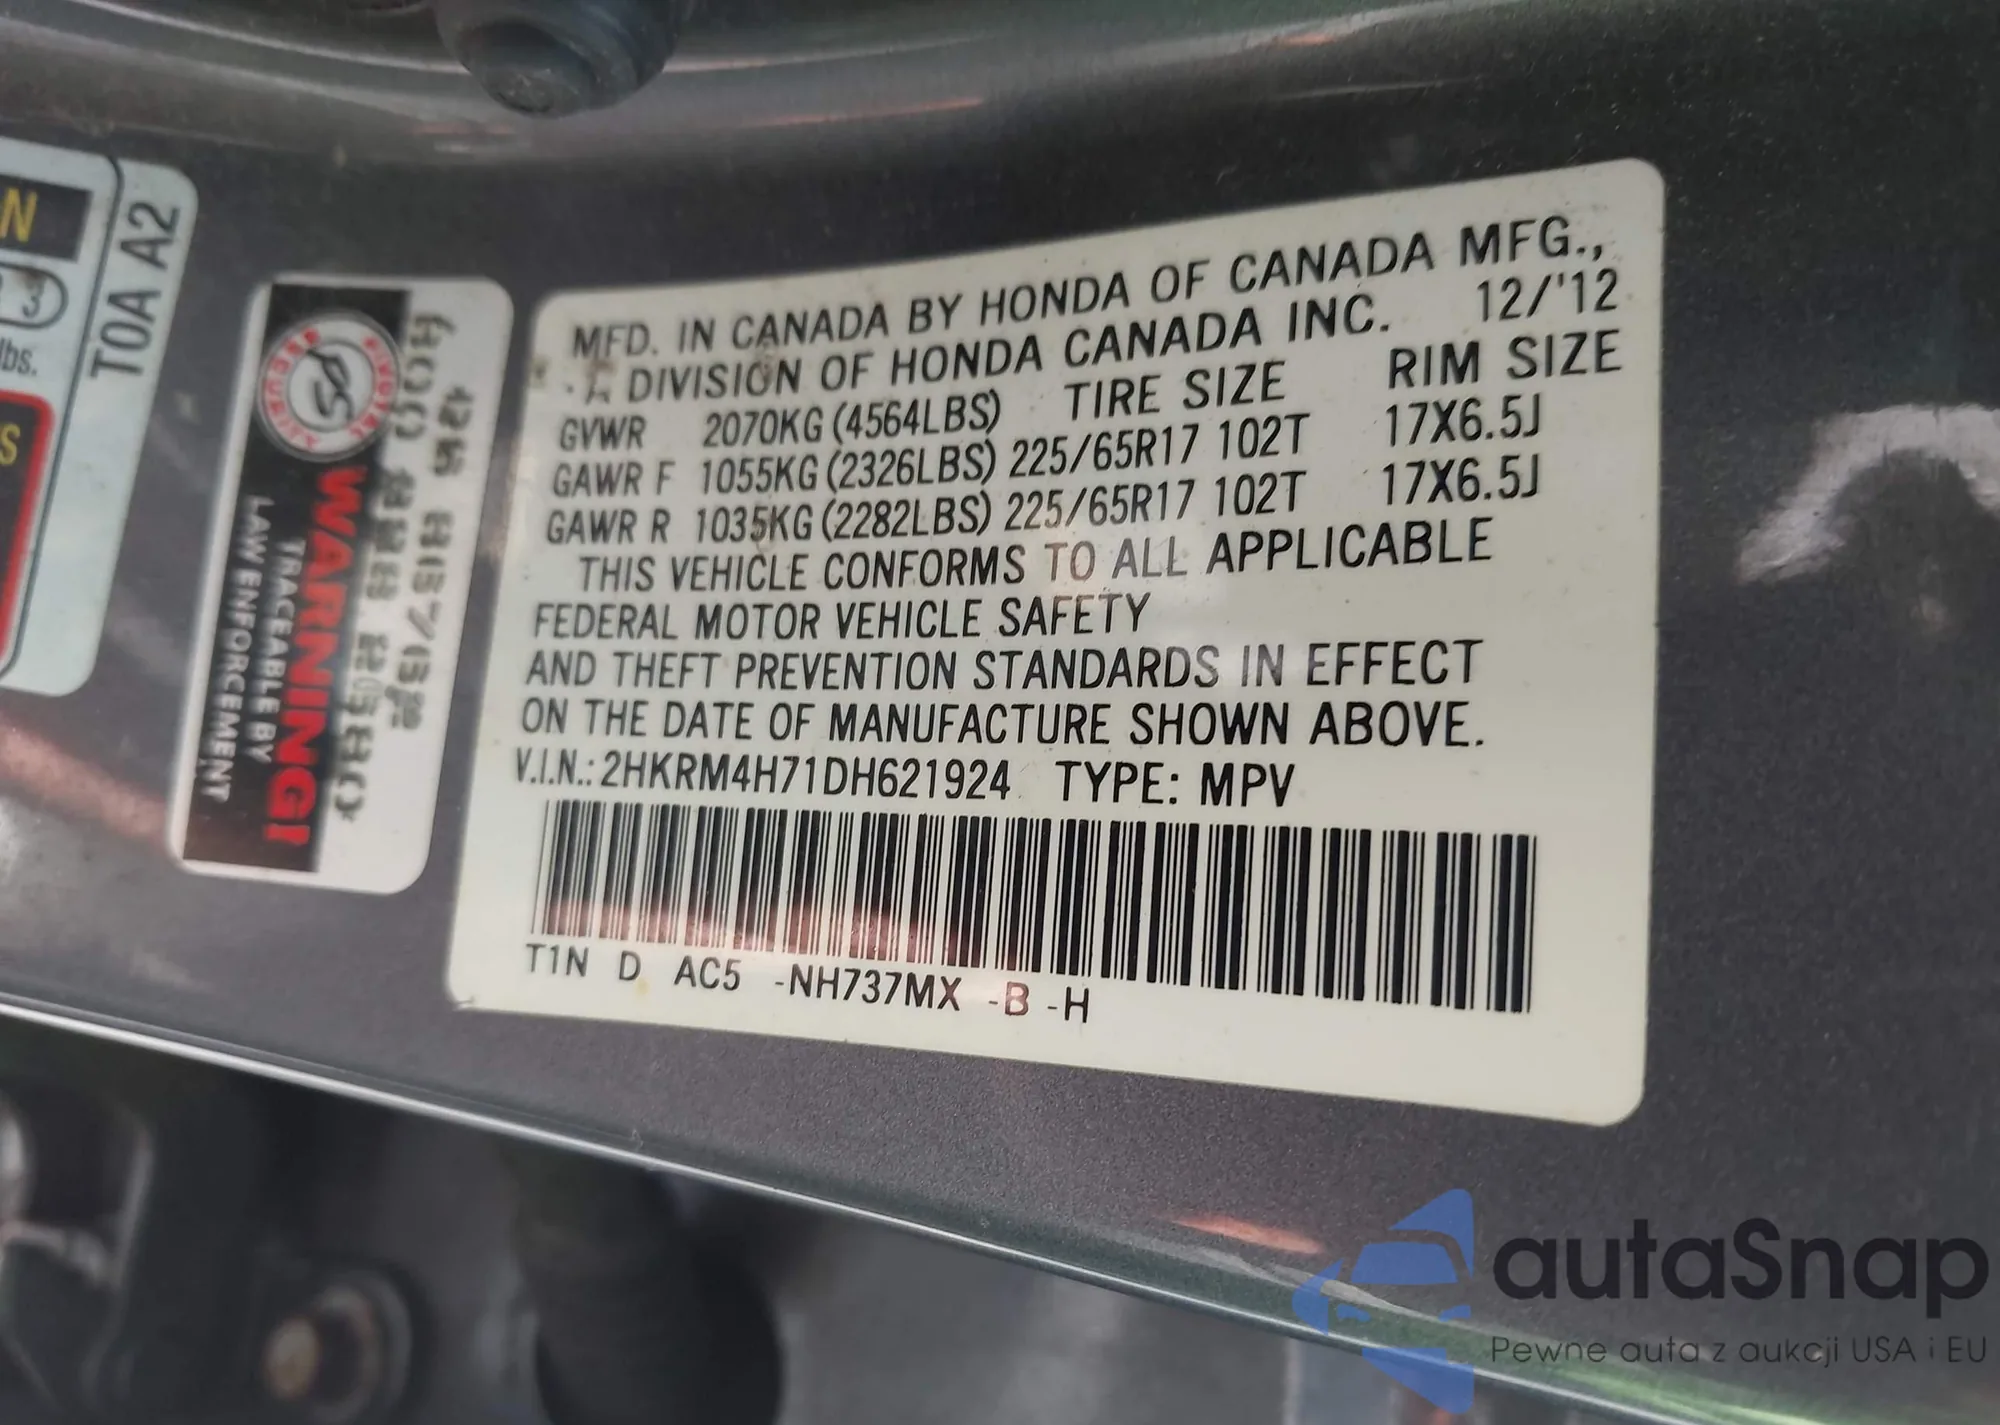 N
3
lbs.
S
T0A A2
WARNING!
TRACEABLE BY
LAW ENFORCEMENT
MFD. IN CANADA BY HONDA OF CANADA MFG.,
A DIVISION OF HONDA CANADA INC. 12/'12
GVWR 2070KG (4564LBS) TIRE SIZE RIM SIZE
GAWR F 1055KG (2326LBS) 225/65R17 102T 17X6.5J
GAWR R 1035KG (2282LBS) 225/65R17 102T 17X6.5J
THIS VEHICLE CONFORMS TO ALL APPLICABLE
FEDERAL MOTOR VEHICLE SAFETY
AND THEFT PREVENTION STANDARDS IN EFFECT
ON THE DATE OF MANUFACTURE SHOWN ABOVE.
V.I.N.: 2HKRM4H71DH621924 TYPE: MPV
T1N D AC5 -NH737MX -B -H
autaSnap
Pewne auta z aukcji USA i EU